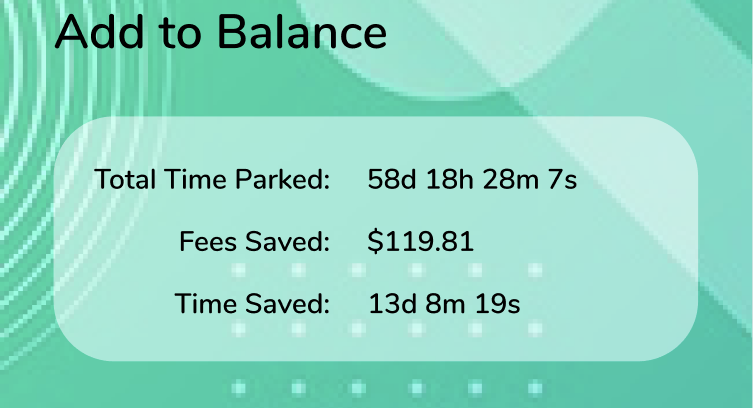 Add to Balance
Total Time Parked: 58d 18h 28m 7s
Fees Saved: $119.81
Time Saved: 13d 8m 19s